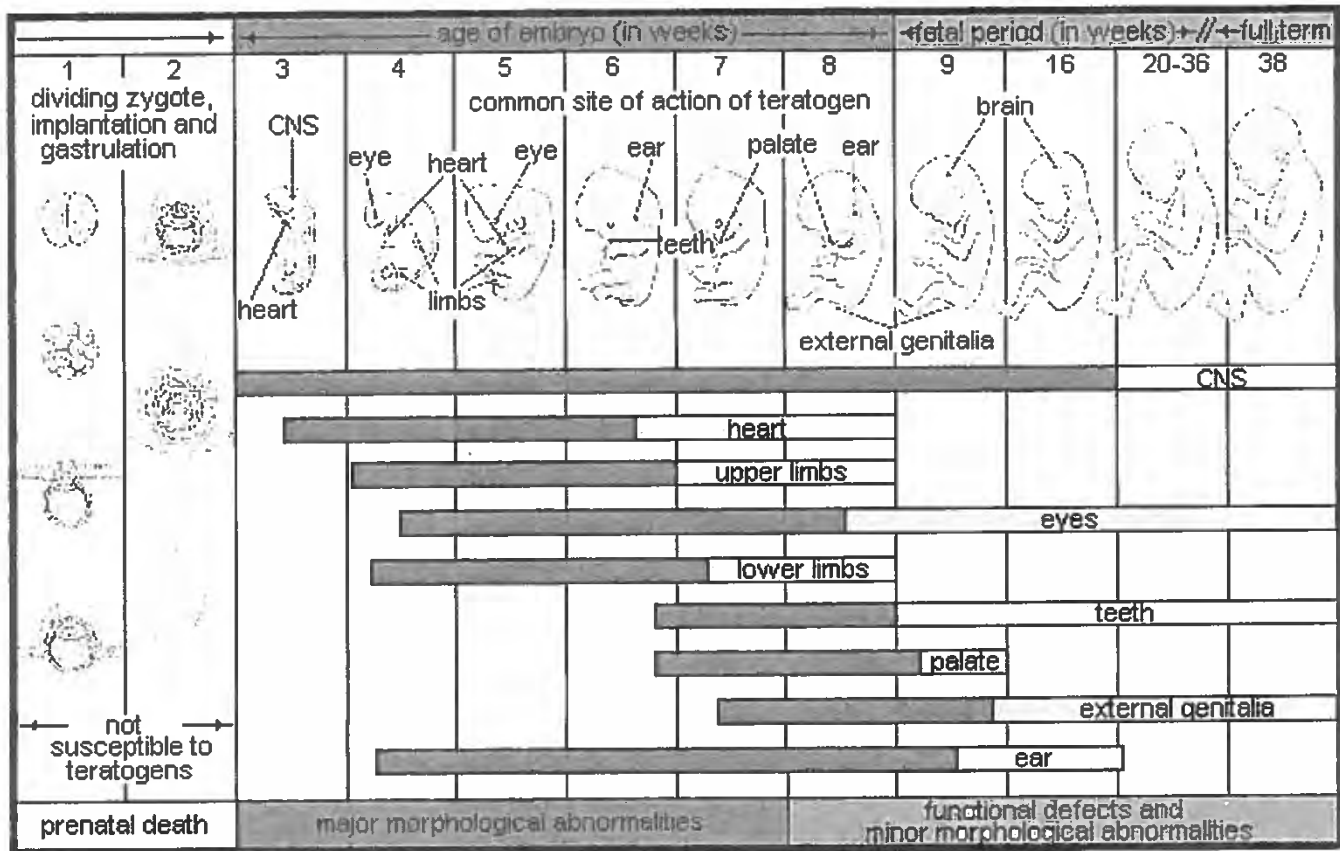 age of embryo (in weeks)
fetal period (in weeks)
full term
1 2 3 4 5 6 7 8 9 16 20-36 38
dividing zygote,
implantation and
gastrulation
common site of action of teratogen
CNS
eye
heart
eye
ear
palate
ear
brain
teeth
heart
limbs
external genitalia
CNS
heart
upper limbs
eyes
lower limbs
teeth
palate
external genitalia
ear
not
susceptible to
teratogens
prenatal death
major morphological abnormalities
functional defects and
minor morphological abnormalities